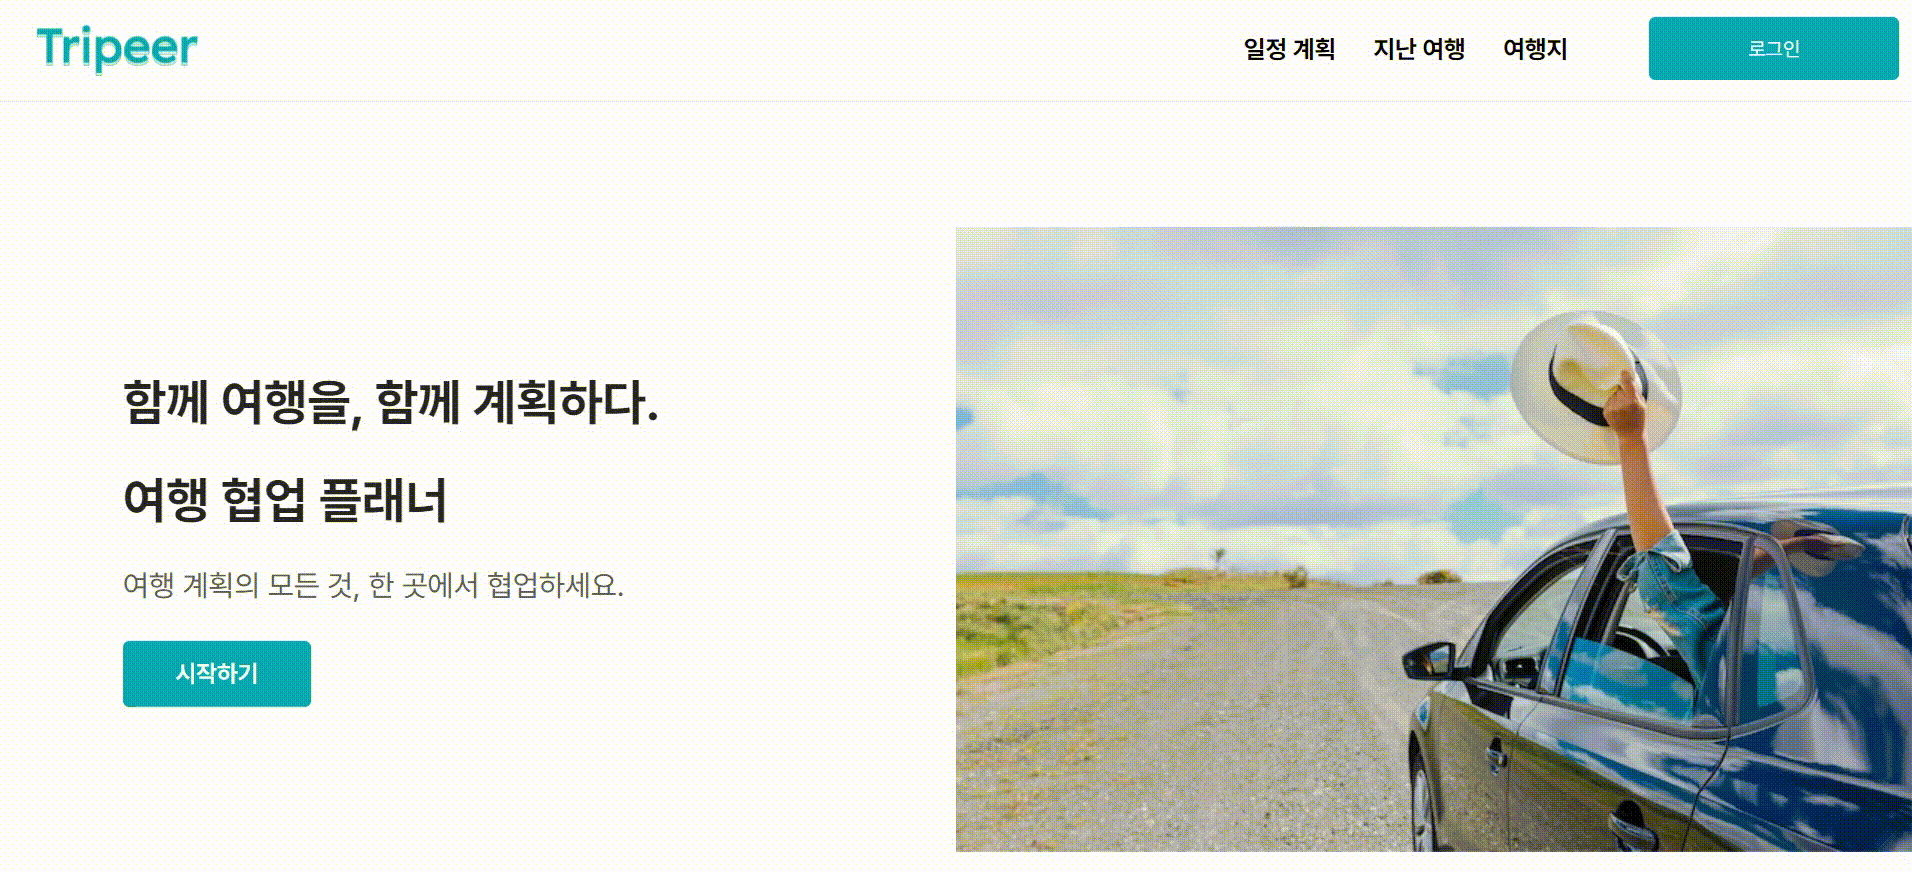 Tripeer
일정 계획
지난 여행
여행지
로그인
함께 여행을, 함께 계획하다.
여행 협업 플래너
여행 계획의 모든 것, 한 곳에서 협업하세요.
시작하기